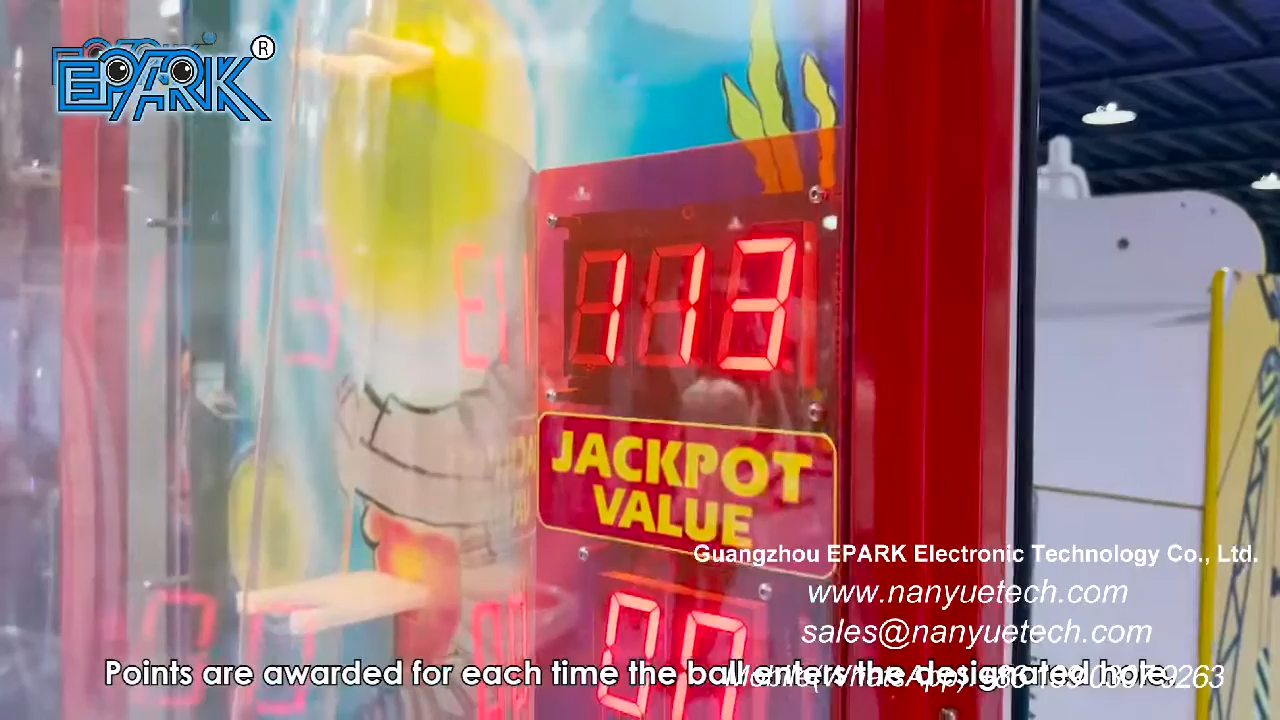 EPARK®
113
JACKPOT
VALUE
Guangzhou EPARK Electronic Technology Co., Ltd.
www.nanyuetech.com
sales@nanyuetech.com
00
Points are awarded for each time the ball enters the designated hole.